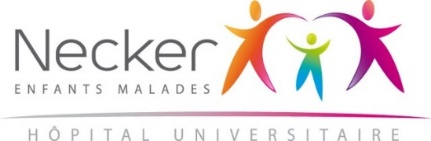 Necker
ENFANTS MALADES
HÔPITAL UNIVERSITAIRE